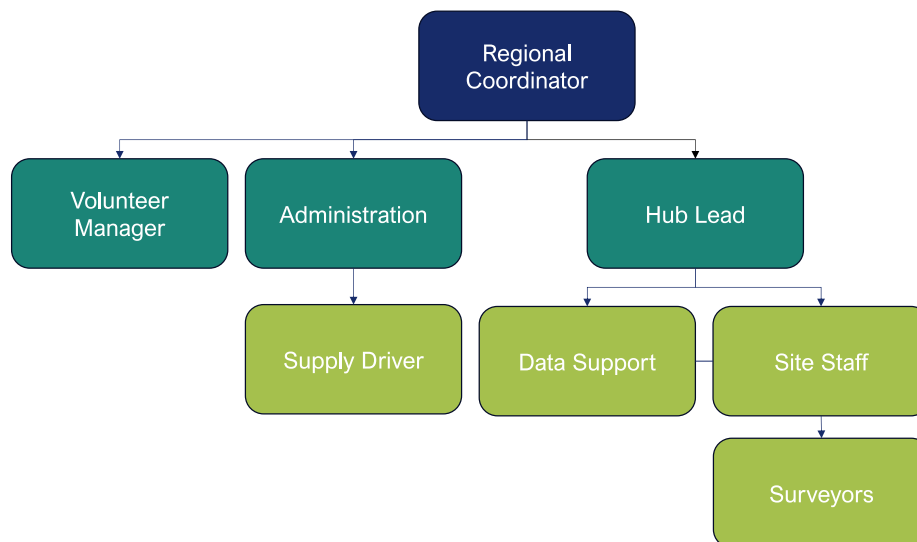 Regional
Coordinator
Volunteer
Manager
Administration
Hub Lead
Supply Driver
Data Support
Site Staff
Surveyors